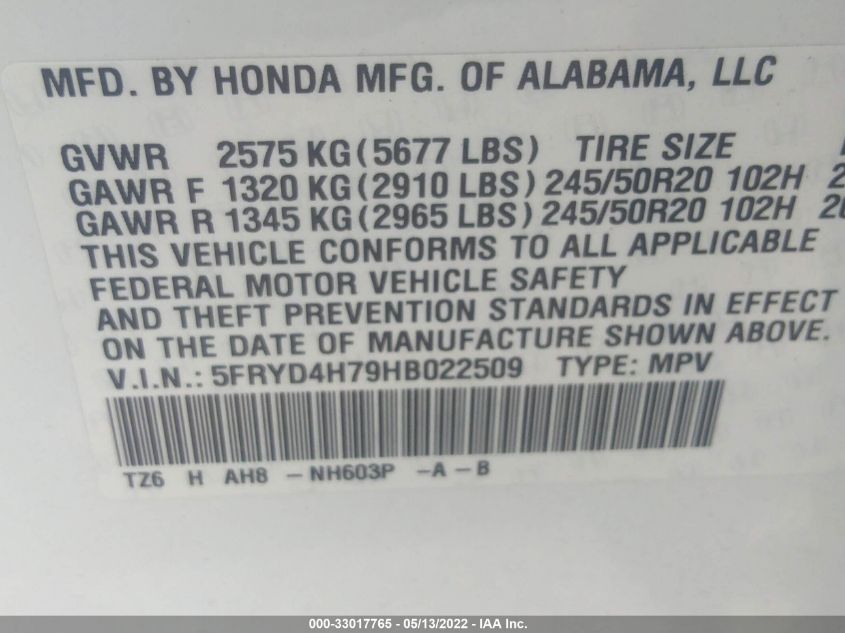 MFD. BY HONDA MFG. OF ALABAMA, LLC
GVWR 2575 KG (5677 LBS) TIRE SIZE
GAWR F 1320 KG (2910 LBS) 245/50R20 102H 2
GAWR R 1345 KG (2965 LBS) 245/50R20 102H 20
THIS VEHICLE CONFORMS TO ALL APPLICABLE
FEDERAL MOTOR VEHICLE SAFETY
AND THEFT PREVENTION STANDARDS IN EFFECT
ON THE DATE OF MANUFACTURE SHOWN ABOVE.
V.I.N.: 5FRYD4H79HB022509 TYPE: MPV
TZ6 H AH8 - NH603P - A - B
000-33017765 - 05/13/2022 - IAA Inc.